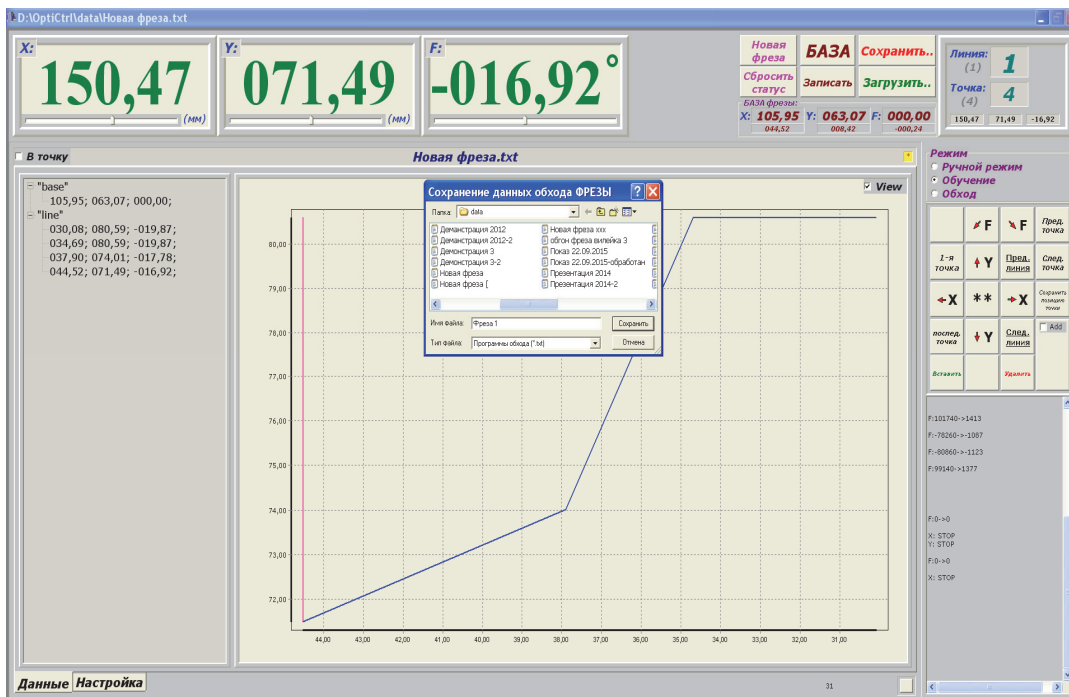 D:\OptiCtrl\data\Новая фреза.txt
X:
150,47
(мм)
Y:
071,49
(мм)
F:
-016,92°
Новая фреза
БАЗА
Сохранить..
Сбросить статус
Записать
Загрузить..
БАЗА фрезы:
X: 105,95 Y: 063,07 F: 000,00
044,52 008,42 -000,24
Линия: (1) 1
Точка: (4) 4
150,47 71,49 -16,92
В точку
Новая фреза.txt
*
"base"
105,95; 063,07; 000,00;
"line"
030,08; 080,59; -019,87;
034,69; 080,59; -019,87;
037,90; 074,01; -017,78;
044,52; 071,49; -016,92;
View
80,00
79,00
78,00
77,00
76,00
75,00
74,00
73,00
72,00
44,00 43,00 42,00 41,00 40,00 39,00 38,00 37,00 36,00 35,00 34,00 33,00 32,00 31,00
Сохранение данных обхода ФРЕЗЫ
Папка: data
Демонстрация 2012
Демонстрация 2012-2
Демонстрация 3
Демонстрация 3-2
Новая фреза
Новая фреза [
Новая фреза xxx
обгон фреза вилейка 3
Показ 22.09.2015
Показ 22.09.2015-обработан
Презентация 2014
Презентация 2014-2
Имя файла: Фреза 1 Сохранить
Тип файла: Программы обхода (*.txt) Отмена
Режим
Ручной режим
Обучение
Обход
F F Пред. точка
1-я точка Y Пред. линия След. точка
X ** X Сохранить позицию точки
послед. точка Y След. линия Add
Вставить Удалить
F:101740->1413
F:-78260->-1087
F:-80860->-1123
F:99140->1377
F:0->0
X: STOP
Y: STOP
F:0->0
X: STOP
Данные Настройка
31